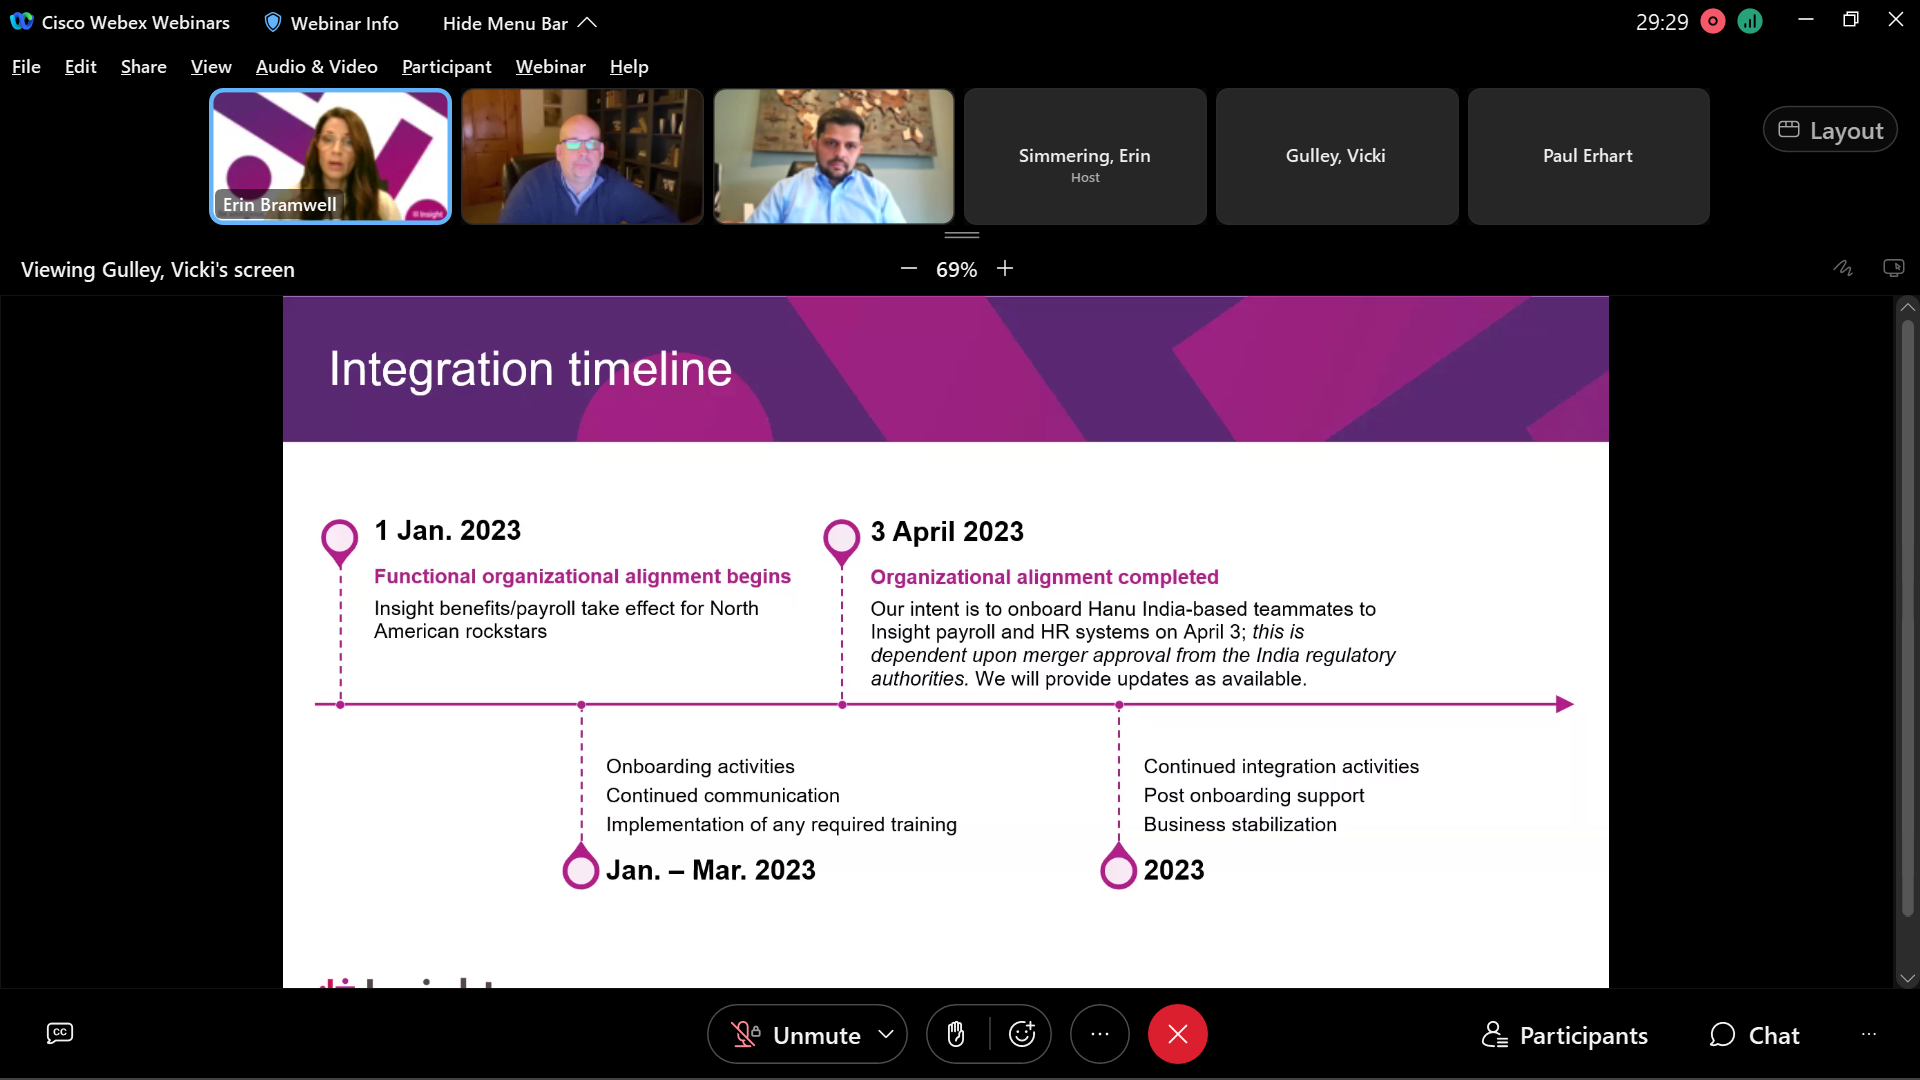 Cisco Webex Webinars
Webinar Info
Hide Menu Bar
29:29
File Edit Share View Audio & Video Participant Webinar Help
Erin Bramwell
Insight
Simmering, Erin
Host
Gulley, Vicki
Paul Erhart
Layout
Viewing Gulley, Vicki's screen
69%
Integration timeline
1 Jan. 2023
Functional organizational alignment begins
Insight benefits/payroll take effect for North
American rockstars
3 April 2023
Organizational alignment completed
Our intent is to onboard Hanu India-based teammates to
Insight payroll and HR systems on April 3; this is
dependent upon merger approval from the India regulatory
authorities. We will provide updates as available.
Onboarding activities
Continued communication
Implementation of any required training
Jan. – Mar. 2023
Continued integration activities
Post onboarding support
Business stabilization
2023
Insight
CC
Unmute
Participants
Chat